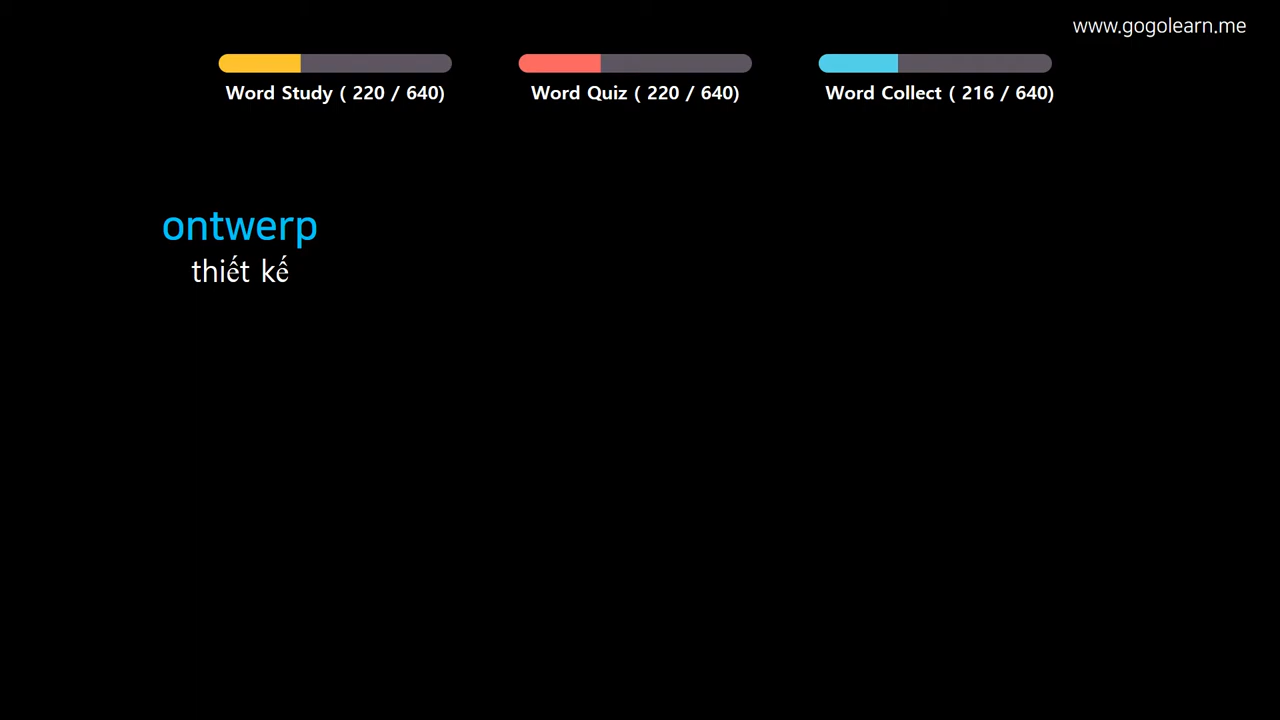 www.gogolearn.me
Word Study ( 220 / 640)
Word Quiz ( 220 / 640)
Word Collect ( 216 / 640)
ontwerp
thiết kế